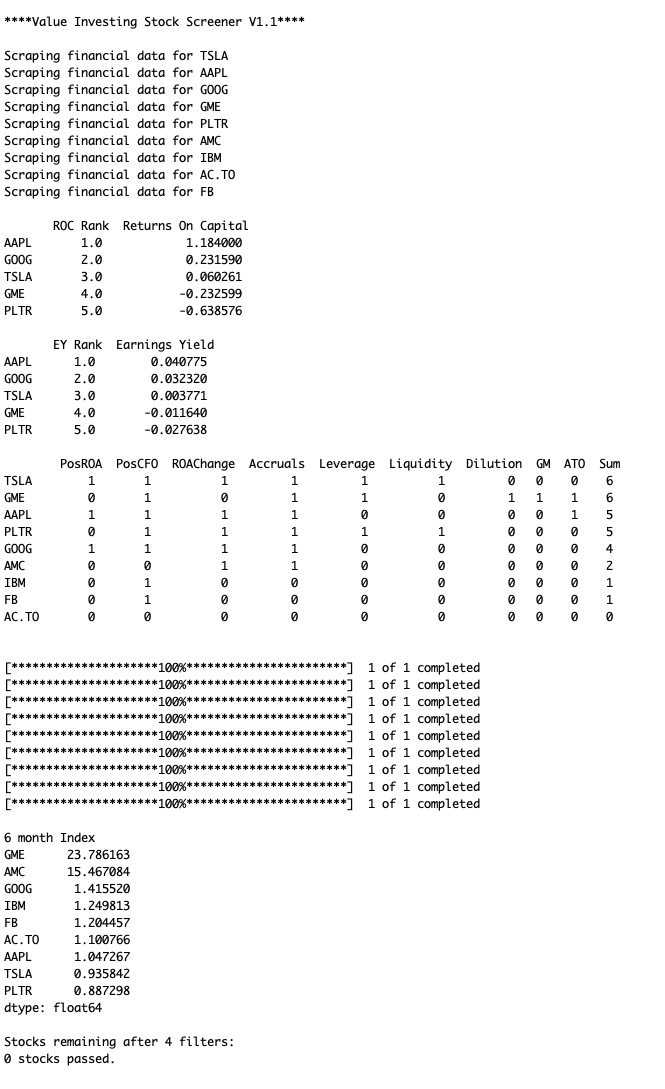 ****Value Investing Stock Screener V1.1****
Scraping financial data for TSLA
Scraping financial data for AAPL
Scraping financial data for GOOG
Scraping financial data for GME
Scraping financial data for PLTR
Scraping financial data for AMC
Scraping financial data for IBM
Scraping financial data for AC.TO
Scraping financial data for FB
ROC Rank Returns On Capital
AAPL 1.0 1.184000
GOOG 2.0 0.231590
TSLA 3.0 0.060261
GME 4.0 -0.232599
PLTR 5.0 -0.638576
EY Rank Earnings Yield
AAPL 1.0 0.040775
GOOG 2.0 0.032320
TSLA 3.0 0.003771
GME 4.0 -0.011640
PLTR 5.0 -0.027638
PosROA PosCFO ROAChange Accruals Leverage Liquidity Dilution GM ATO Sum
TSLA 1 1 1 1 1 1 0 0 0 6
GME 0 1 0 1 1 0 1 1 1 6
AAPL 1 1 1 1 0 0 0 0 1 5
PLTR 0 1 1 1 1 1 0 0 0 5
GOOG 1 1 1 1 0 0 0 0 0 4
AMC 0 0 1 1 0 0 0 0 0 2
IBM 0 1 0 0 0 0 0 0 0 1
FB 0 1 0 0 0 0 0 0 0 1
AC.TO 0 0 0 0 0 0 0 0 0 0
[*********************100%***********************] 1 of 1 completed
[*********************100%***********************] 1 of 1 completed
[*********************100%***********************] 1 of 1 completed
[*********************100%***********************] 1 of 1 completed
[*********************100%***********************] 1 of 1 completed
[*********************100%***********************] 1 of 1 completed
[*********************100%***********************] 1 of 1 completed
[*********************100%***********************] 1 of 1 completed
[*********************100%***********************] 1 of 1 completed
6 month Index
GME 23.786163
AMC 15.467084
GOOG 1.415520
IBM 1.249813
FB 1.204457
AC.TO 1.100766
AAPL 1.047267
TSLA 0.935842
PLTR 0.887298
dtype: float64
Stocks remaining after 4 filters:
0 stocks passed.